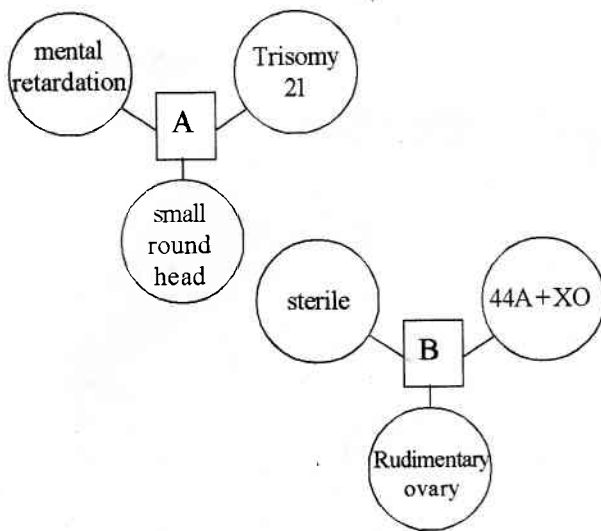 mental
retardation
Trisomy
21
A
small
round
head
sterile
44A+XO
B
Rudimentary
ovary